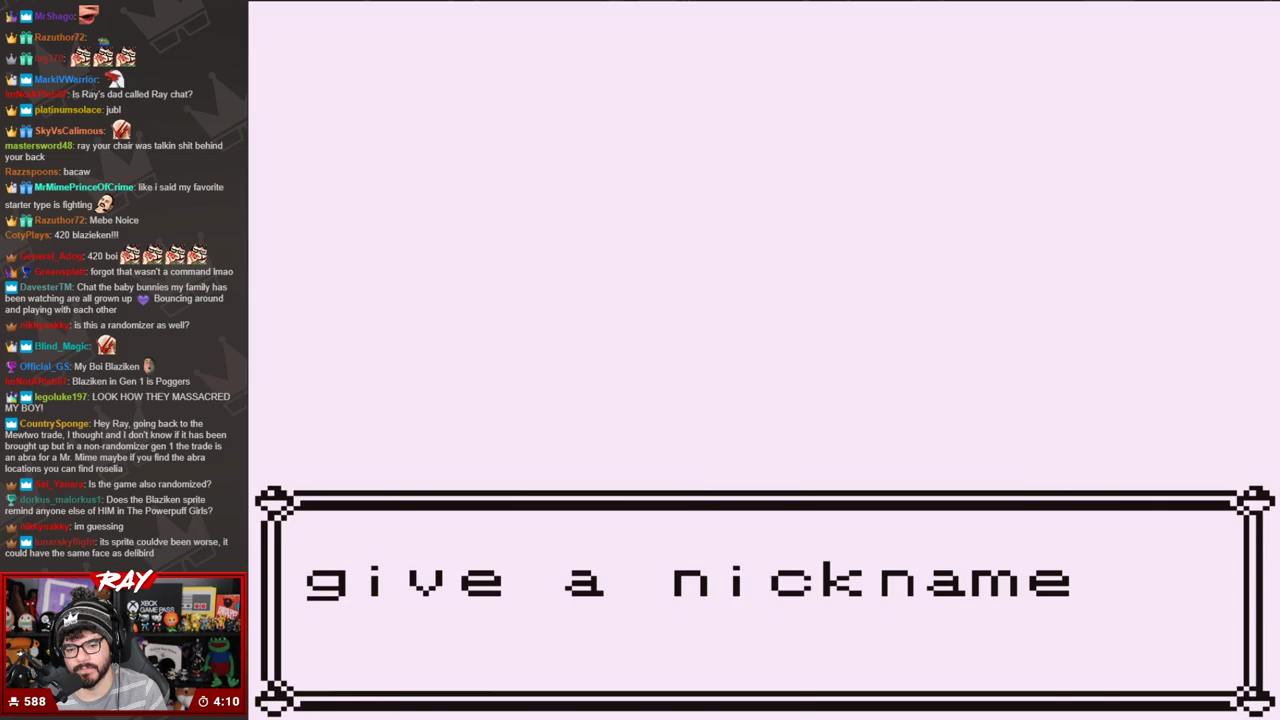 MrShago:
Razuthor72:
MarkIVWarrior:
Is Ray's dad called Ray chat?
platinumsolace: jubl
SkyVsCalimous:
mastersword48: ray your chair was talkin shit behind
your back
Razzspoons: bacaw
MrMimePrinceOfCrime: like i said my favorite
starter type is fighting
Razuthor72: Mebe Noice
CotyPlays: 420 blazieken!!!
General_Adog: 420 boi
Greensplatt: forgot that wasn't a command lmao
DavesterTM: Chat the baby bunnies my family has
been watching are all grown up Bouncing around
and playing with each other
is this a randomizer as well?
Blind_Magic:
Official_GS: My Boi Blaziken
Blaziken in Gen 1 is Poggers
legoluke197: LOOK HOW THEY MASSACRED
MY BOY!
CountrySponge: Hey Ray, going back to the
Mewtwo trade, I thought and I don't know if it has been
brought up but in a non-randomizer gen 1 the trade is
an abra for a Mr. Mime maybe if you find the abra
locations you can find roselia
Is the game also randomized?
dorkus_malorkus1: Does the Blaziken sprite
remind anyone else of HIM in The Powerpuff Girls?
im guessing
lunarskyflight: its sprite couldve been worse, it
could have the same face as delibird
RAY
XBOX
GAME PASS
588
4:10
give a nickname